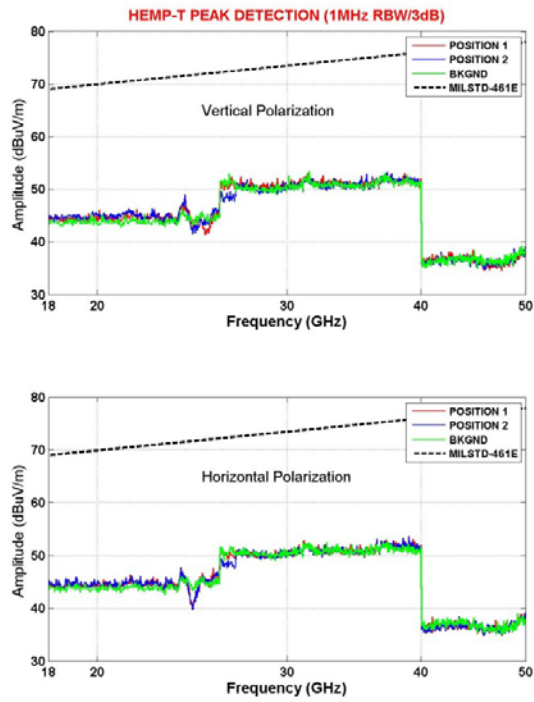 HEMP-T PEAK DETECTION (1MHz RBW/3dB)
80
70
60
50
40
30
Amplitude (dBuV/m)
POSITION 1
POSITION 2
BKGND
MILSTD-461E
Vertical Polarization
18 20 30 40 50
Frequency (GHz)
80
70
60
50
40
30
Amplitude (dBuV/m)
POSITION 1
POSITION 2
BKGND
MILSTD-461E
Horizontal Polarization
18 20 30 40 50
Frequency (GHz)